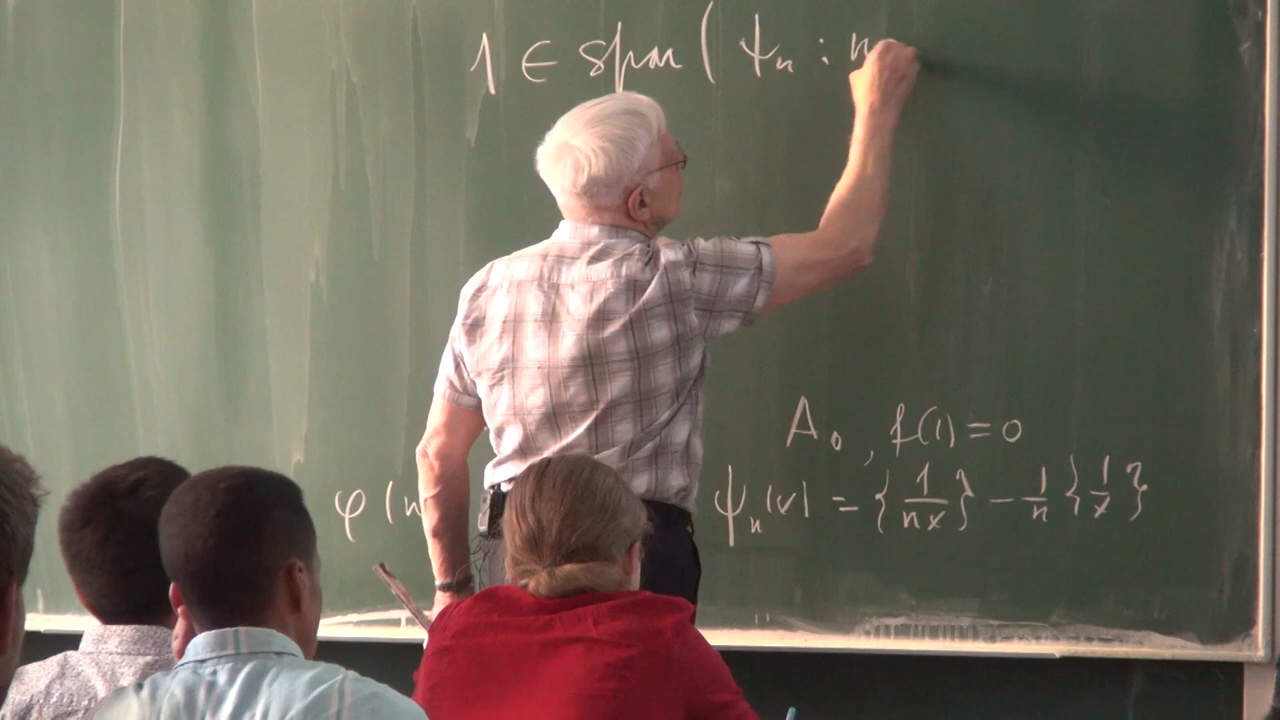 1 ∈ span ( ψₙ : n
A₀, f(1) = 0
φ (n ψₙ(x) = {1/nx} − 1/n {1/x}